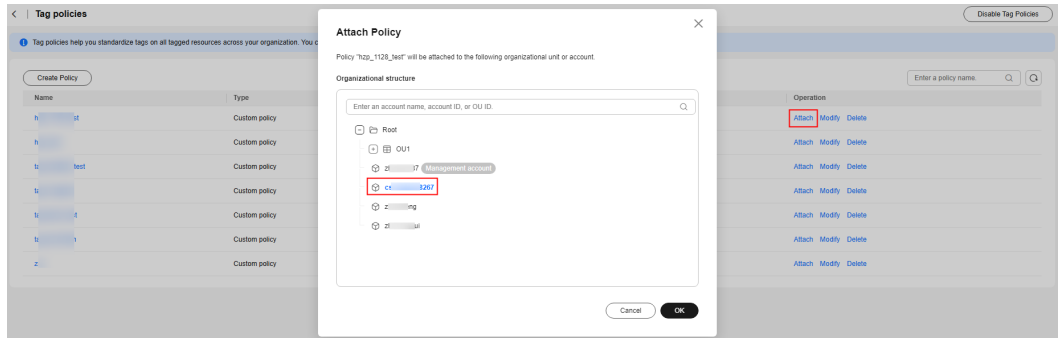 Tag policies
Disable Tag Policies
Tag policies help you standardize tags on all tagged resources across your organization. You c
Create Policy
Enter a policy name.
Name Type Operation
Custom policy Attach Modify Delete
Custom policy Attach Modify Delete
test Custom policy Attach Modify Delete
Custom policy Attach Modify Delete
Custom policy Attach Modify Delete
Custom policy Attach Modify Delete
Custom policy Attach Modify Delete
Attach Policy
Policy "hzp_1128_test" will be attached to the following organizational unit or account.
Organizational structure
Enter an account name, account ID, or OU ID.
Root
OU1
Management account
3267
Cancel OK